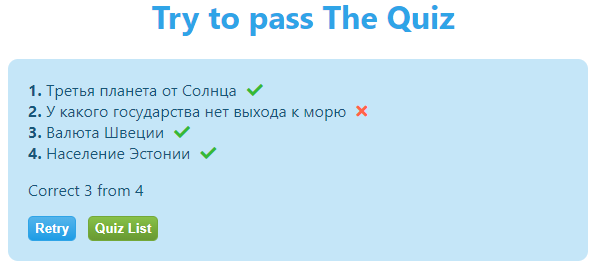 Try to pass The Quiz
1. Третья планета от Солнца
2. У какого государства нет выхода к морю
3. Валюта Швеции
4. Население Эстонии
Correct 3 from 4
Retry Quiz List